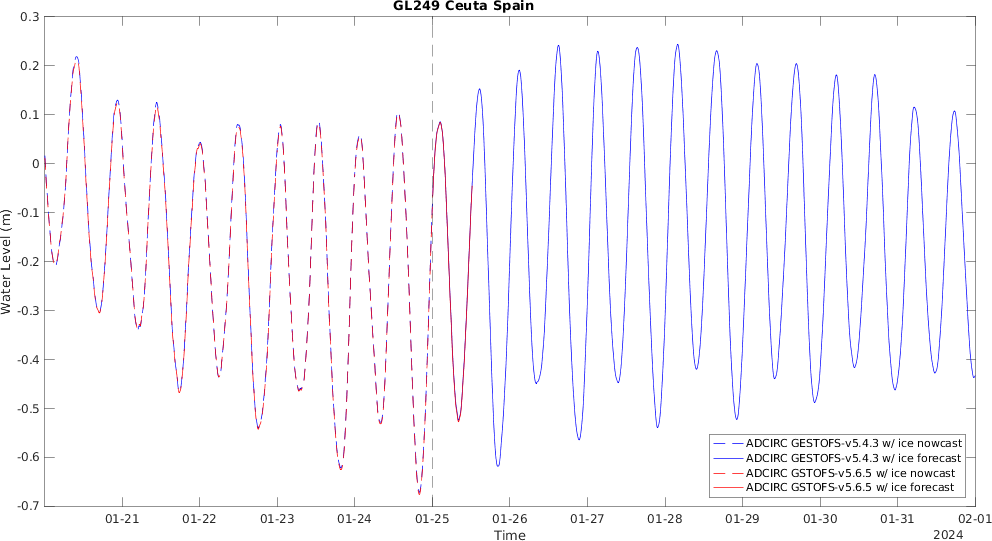 GL249 Ceuta Spain
Water Level (m)
0.3
0.2
0.1
0
-0.1
-0.2
-0.3
-0.4
-0.5
-0.6
-0.7
ADCIRC GESTOFS-v5.4.3 w/ ice nowcast
ADCIRC GESTOFS-v5.4.3 w/ ice forecast
ADCIRC GSTOFS-v5.6.5 w/ ice nowcast
ADCIRC GSTOFS-v5.6.5 w/ ice forecast
01-21 01-22 01-23 01-24 01-25 01-26 01-27 01-28 01-29 01-30 01-31 02-01
Time
2024